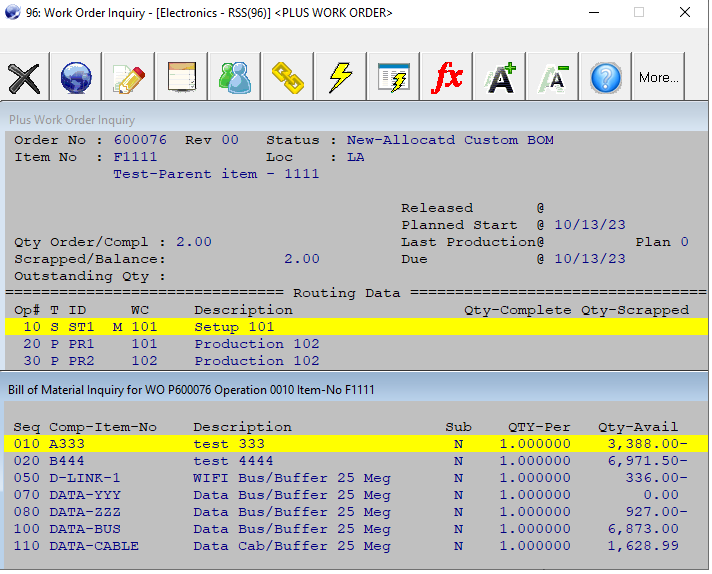 96: Work Order Inquiry - [Electronics - RSS(96)] <PLUS WORK ORDER>
fx A+ A- ? More...
Plus Work Order Inquiry
Order No : 600076 Rev 00 Status : New-Allocatd Custom BOM
Item No : F1111 Loc : LA
Test-Parent item - 1111
Released @
Planned Start @ 10/13/23
Qty Order/Compl : 2.00 Last Production@ Plan 0
Scrapped/Balance: 2.00 Due @ 10/13/23
Outstanding Qty :
=============================== Routing Data =================================
Op# T ID WC Description Qty-Complete Qty-Scrapped
10 S ST1 M 101 Setup 101
20 P PR1 101 Production 102
30 P PR2 102 Production 102
Bill of Material Inquiry for WO P600076 Operation 0010 Item-No F1111
Seq Comp-Item-No Description Sub QTY-Per Qty-Avail
010 A333 test 333 N 1.000000 3,388.00-
020 B444 test 4444 N 1.000000 6,971.50-
050 D-LINK-1 WIFI Bus/Buffer 25 Meg N 1.000000 336.00-
070 DATA-YYY Data Bus/Buffer 25 Meg N 1.000000 0.00
080 DATA-ZZZ Data Bus/Buffer 25 Meg N 1.000000 927.00-
100 DATA-BUS Data Bus/Buffer 25 Meg N 1.000000 6,873.00
110 DATA-CABLE Data Cab/Buffer 25 Meg N 1.000000 1,628.99